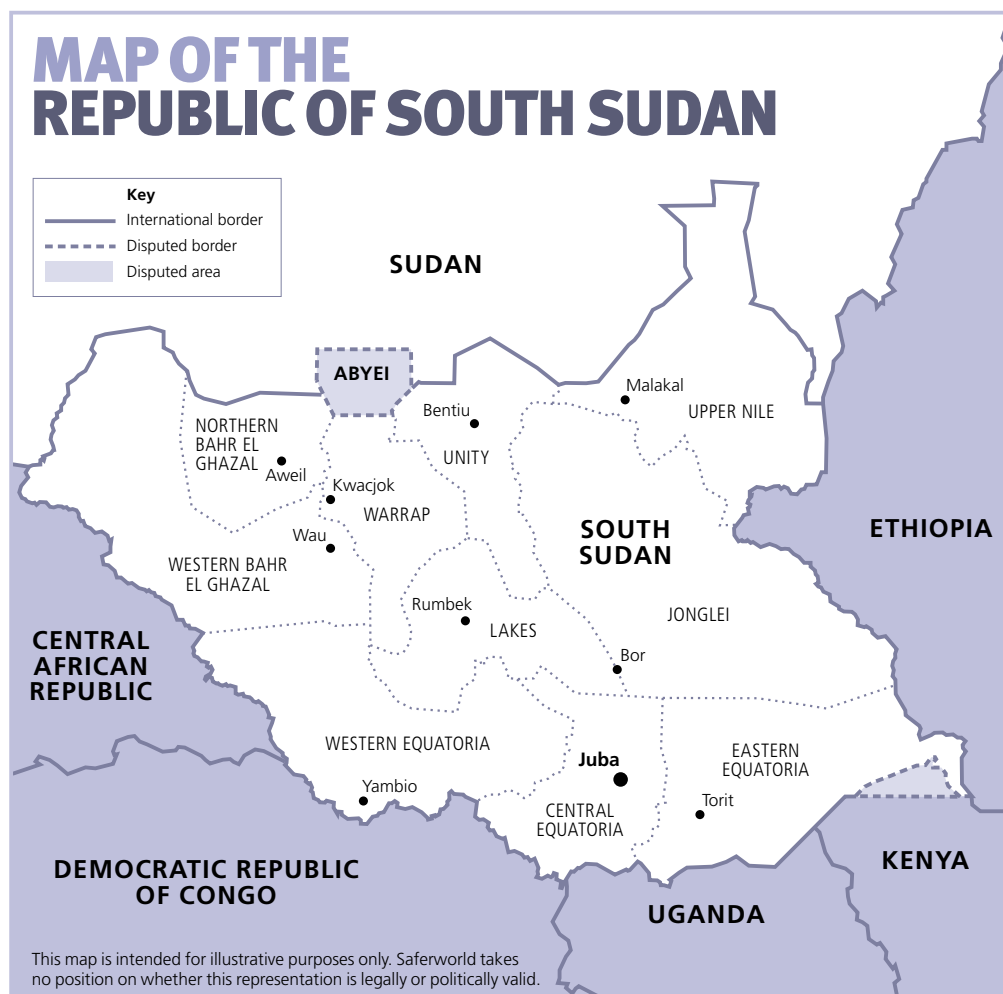 MAP OF THE
REPUBLIC OF SOUTH SUDAN
Key
International border
Disputed border
Disputed area
SUDAN
ABYEI
Malakal
UPPER NILE
Bentiu
UNITY
NORTHERN
BAHR EL
GHAZAL
Aweil
Kwacjok
WARRAP
Wau
WESTERN BAHR
EL GHAZAL
SOUTH
SUDAN
ETHIOPIA
Rumbek
LAKES
JONGLEI
Bor
CENTRAL
AFRICAN
REPUBLIC
WESTERN EQUATORIA
Yambio
Juba
CENTRAL
EQUATORIA
EASTERN
EQUATORIA
Torit
DEMOCRATIC REPUBLIC
OF CONGO
UGANDA
KENYA
This map is intended for illustrative purposes only. Saferworld takes
no position on whether this representation is legally or politically valid.